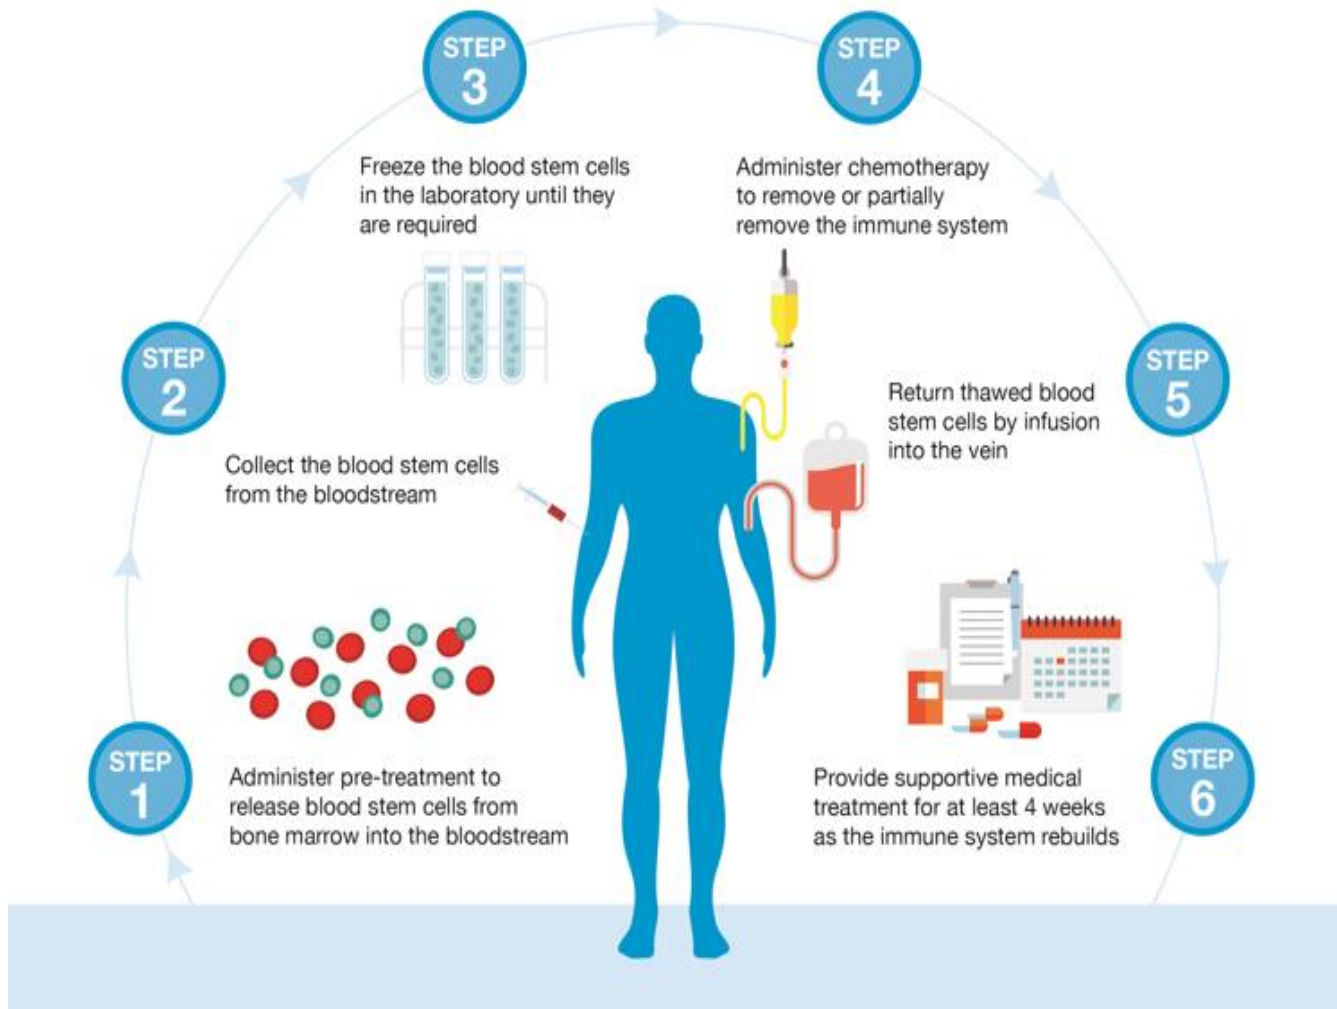 STEP
1
Administer pre-treatment to
release blood stem cells from
bone marrow into the bloodstream
STEP
2
Collect the blood stem cells
from the bloodstream
STEP
3
Freeze the blood stem cells
in the laboratory until they
are required
STEP
4
Administer chemotherapy
to remove or partially
remove the immune system
STEP
5
Return thawed blood
stem cells by infusion
into the vein
STEP
6
Provide supportive medical
treatment for at least 4 weeks
as the immune system rebuilds